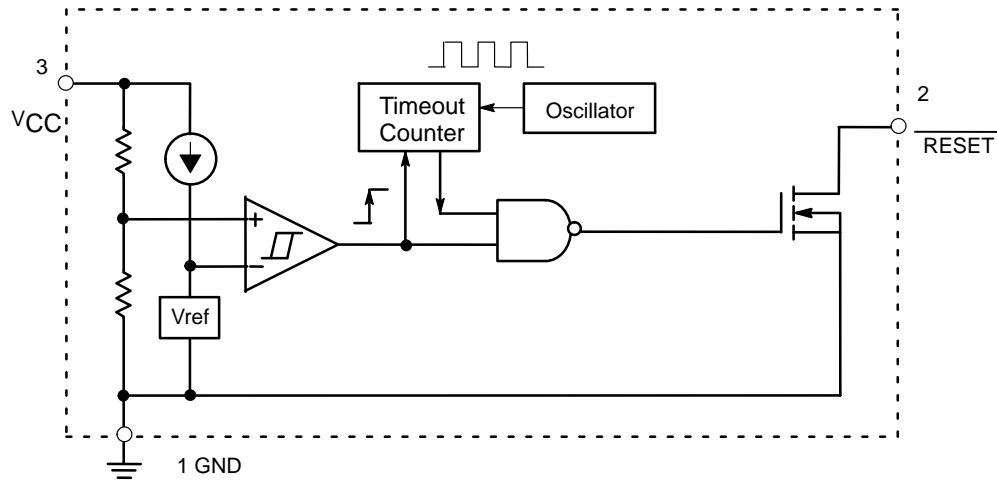 3
VCC
Timeout
Counter
Oscillator
2
RESET
+
−
Vref
1 GND